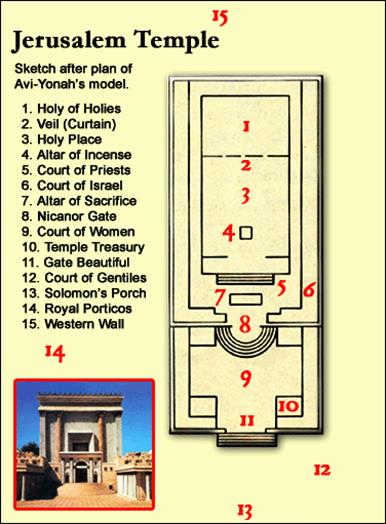 15
Jerusalem Temple
Sketch after plan of
Avi-Yonah's model.
1. Holy of Holies
2. Veil (Curtain)
3. Holy Place
4. Altar of Incense
5. Court of Priests
6. Court of Israel
7. Altar of Sacrifice
8. Nicanor Gate
9. Court of Women
10. Temple Treasury
11. Gate Beautiful
12. Court of Gentiles
13. Solomon's Porch
14. Royal Porticos
15. Western Wall
1
2
3
4
5
6
7
8
14
9
10
11
12
13